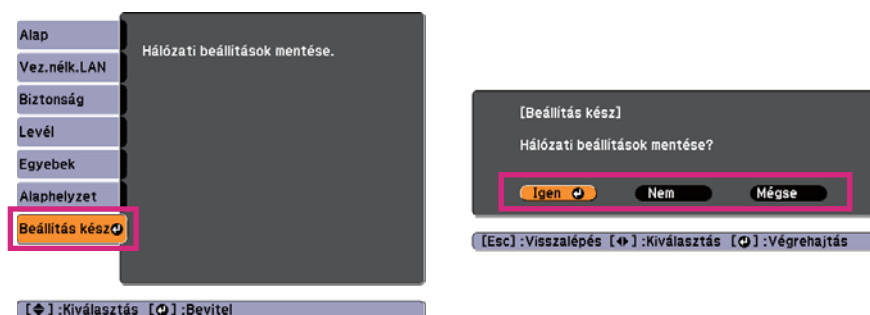 Alap
Vez.nélk.LAN
Biztonság
Levél
Egyebek
Alaphelyzet
Beállítás kész
Hálózati beállítások mentése.
[◆]:Kiválasztás [↵]:Bevitel
[Beállítás kész]
Hálózati beállítások mentése?
Igen Nem Mégse
[Esc]:Visszalépés [◆]:Kiválasztás [↵]:Végrehajtás